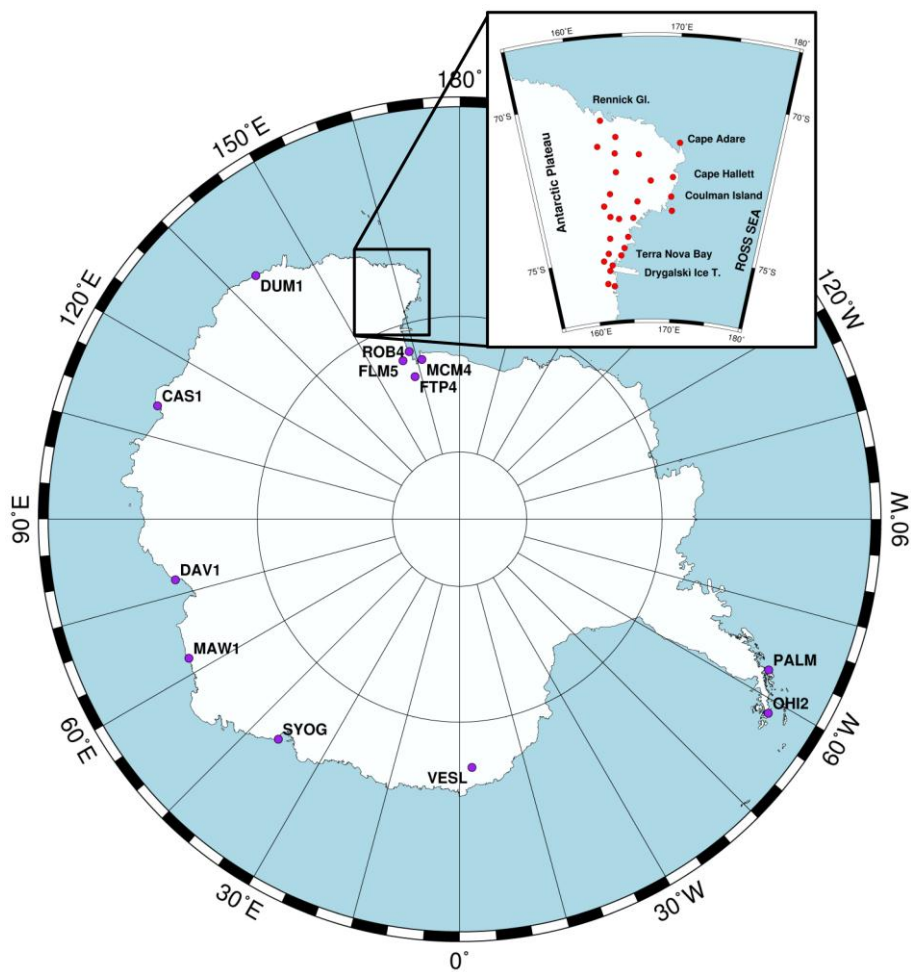 180°
160°E
170°E
180°
70°S
70°S
Rennick Gl.
Cape Adare
Cape Hallett
Coulman Island
Antarctic Plateau
ROSS SEA
Terra Nova Bay
Drygalski Ice T.
75°S
75°S
160°E
170°E
180°
150°E
120°E
120°W
DUM1
ROB4
FLM5
MCM4
FTP4
CAS1
90°E
90°W
DAV1
MAW1
PALM
OHI2
60°E
60°W
SYOG
VESL
30°E
30°W
0°